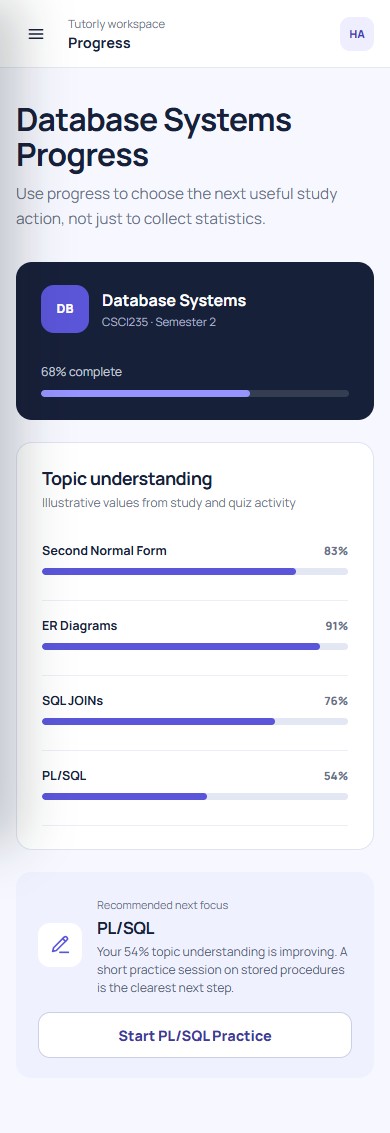 Tutorly workspace
Progress
HA
Database Systems
Progress
Use progress to choose the next useful study
action, not just to collect statistics.
DB
Database Systems
CSCI235 · Semester 2
68% complete
Topic understanding
Illustrative values from study and quiz activity
Second Normal Form 83%
ER Diagrams 91%
SQL JOINs 76%
PL/SQL 54%
Recommended next focus
PL/SQL
Your 54% topic understanding is improving. A
short practice session on stored procedures
is the clearest next step.
Start PL/SQL Practice